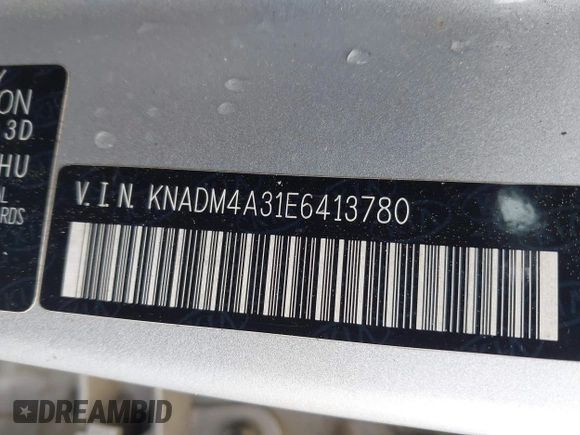 ON
3D
HU
L
RDS
V.I.N. KNADM4A31E6413780
DREAMBID